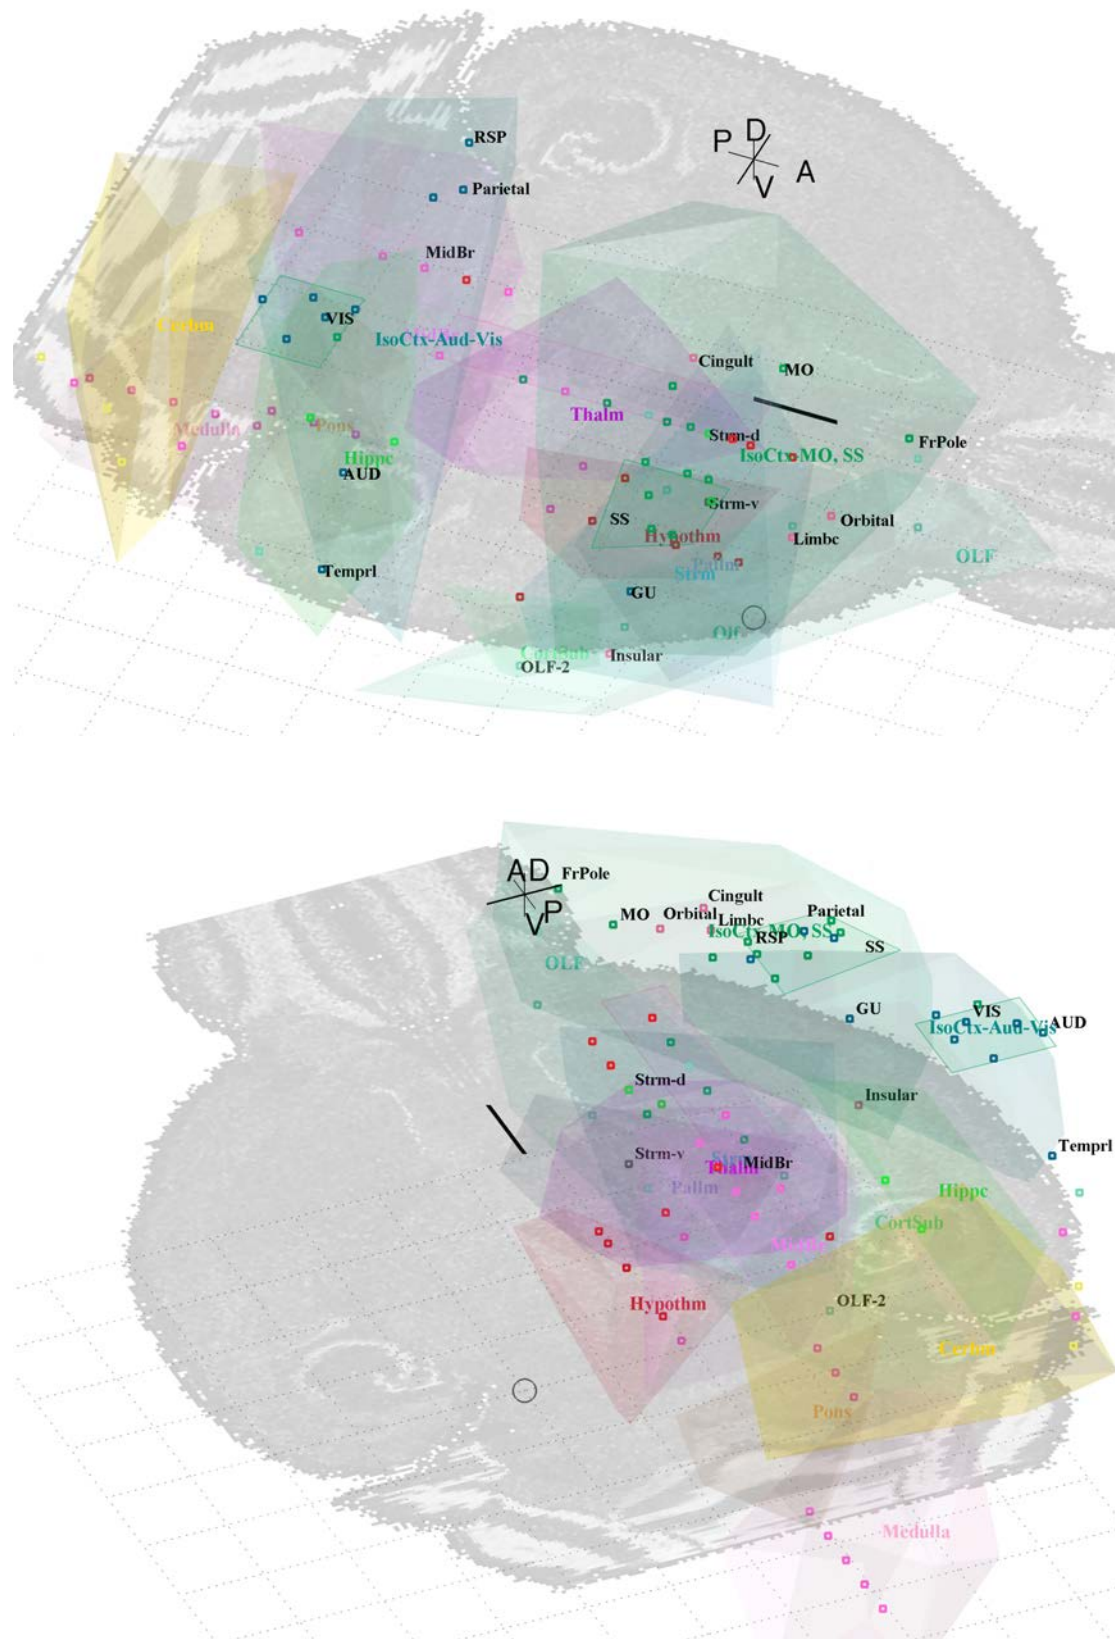 D
P
A
V
RSP
Parietal
MidBr
Cerbm
VIS
IsoCtx-Aud-Vis
Cingult
MO
Thalm
Strm-d
IsoCtx-MO, SS
FrPole
Medulla
Pons
Hippc
AUD
Strm-v
SS
Orbital
Hypothm
Limbc
Pallm
OLF
Strm
Temprl
GU
Olf
CortSub
Insular
OLF-2
A D
FrPole
V P
Cingult
MO
Orbital
Limbc
Parietal
IsoCtx-MO, SS
RSP
SS
OLF
GU
VIS
AUD
IsoCtx-Aud-Vis
Strm-d
Insular
Temprl
Strm-v
Strm
Thalm
MidBr
Pallm
Hippc
CortSub
MidBr
Hypothm
OLF-2
Cerbm
Pons
Medulla